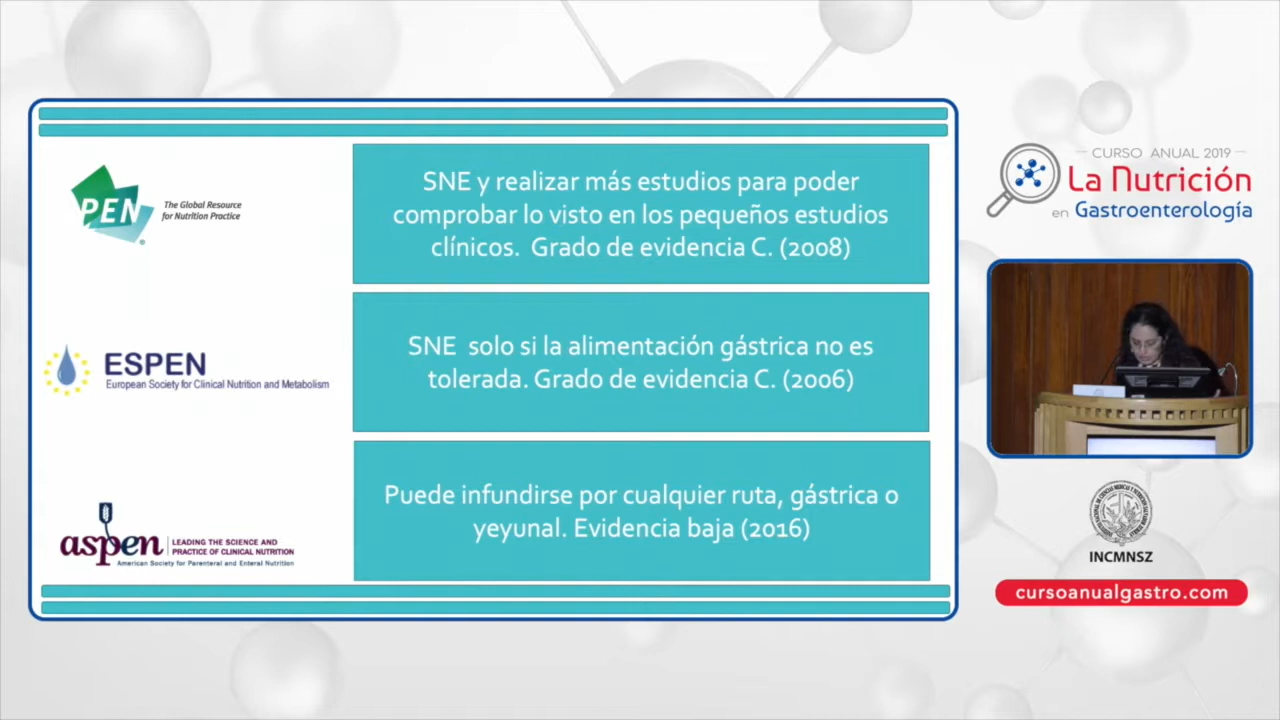 PEN
The Global Resource
for Nutrition Practice
SNE y realizar más estudios para poder
comprobar lo visto en los pequeños estudios
clínicos. Grado de evidencia C. (2008)
ESPEN
European Society for Clinical Nutrition and Metabolism
SNE solo si la alimentación gástrica no es
tolerada. Grado de evidencia C. (2006)
aspen
LEADING THE SCIENCE AND
PRACTICE OF CLINICAL NUTRITION
American Society for Parenteral and Enteral Nutrition
Puede infundirse por cualquier ruta, gástrica o
yeyunal. Evidencia baja (2016)
CURSO ANUAL 2019
La Nutrición
en Gastroenterología
INCMNSZ
cursoanualgastro.com